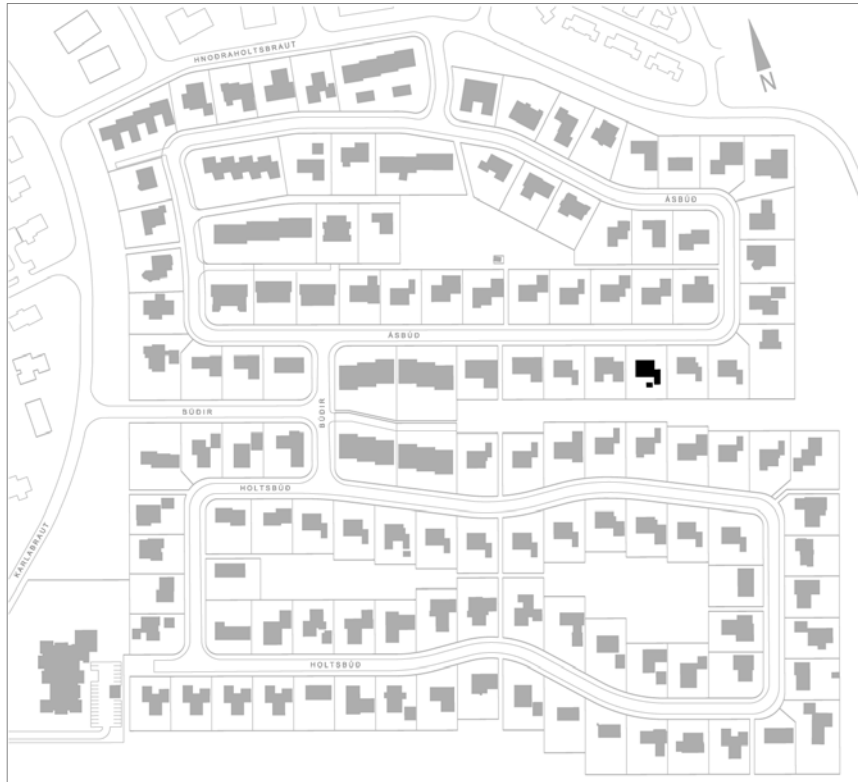 HNOÐRAHOLTSBRAUT
N
ÁSBÚÐ
ÁSBÚÐ
BÚÐIR
BÚÐIR
HOLTSBÚÐ
KARLABRAUT
HOLTSBÚÐ